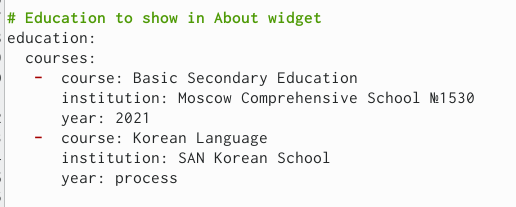 # Education to show in About widget
education:
courses:
- course: Basic Secondary Education
institution: Moscow Comprehensive School №1530
year: 2021
- course: Korean Language
institution: SAN Korean School
year: process